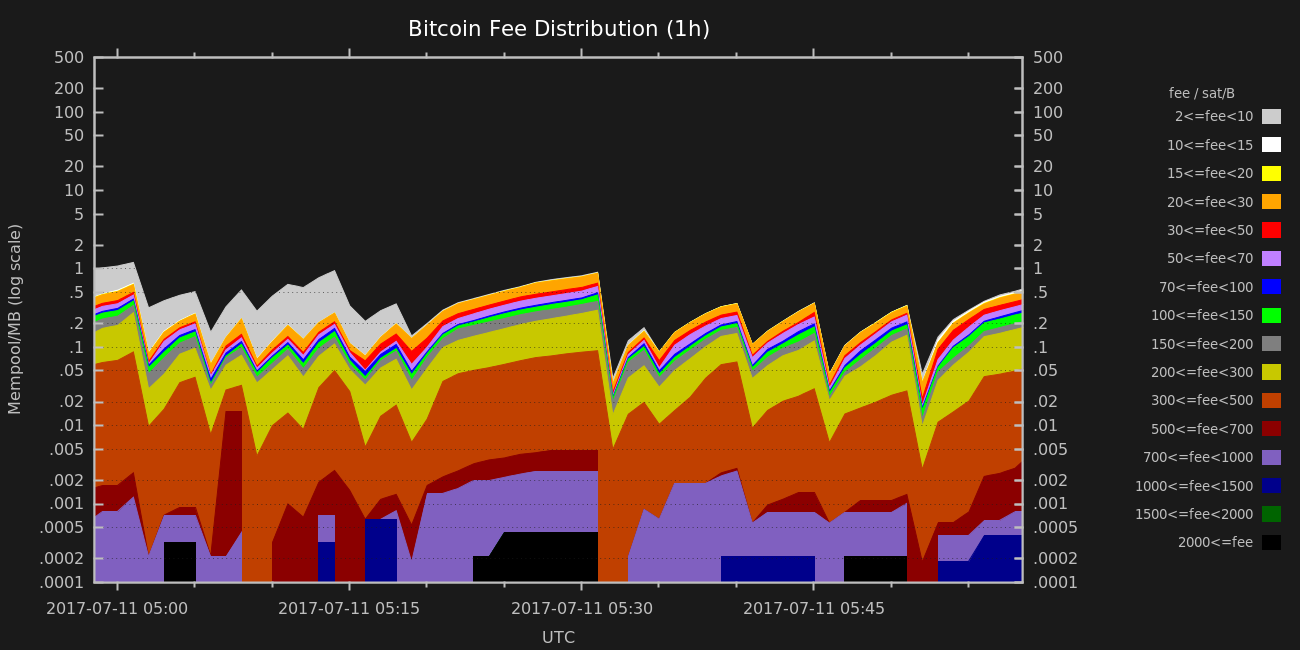 Bitcoin Fee Distribution (1h)
Mempool/MB (log scale)
500
200
100
50
20
10
5
2
1
.5
.2
.1
.05
.02
.01
.005
.002
.001
.0005
.0002
.0001
500
200
100
50
20
10
5
2
1
.5
.2
.1
.05
.02
.01
.005
.002
.001
.0005
.0002
.0001
2017-07-11 05:00 2017-07-11 05:15 2017-07-11 05:30 2017-07-11 05:45
UTC
fee / sat/B
2<=fee<10
10<=fee<15
15<=fee<20
20<=fee<30
30<=fee<50
50<=fee<70
70<=fee<100
100<=fee<150
150<=fee<200
200<=fee<300
300<=fee<500
500<=fee<700
700<=fee<1000
1000<=fee<1500
1500<=fee<2000
2000<=fee